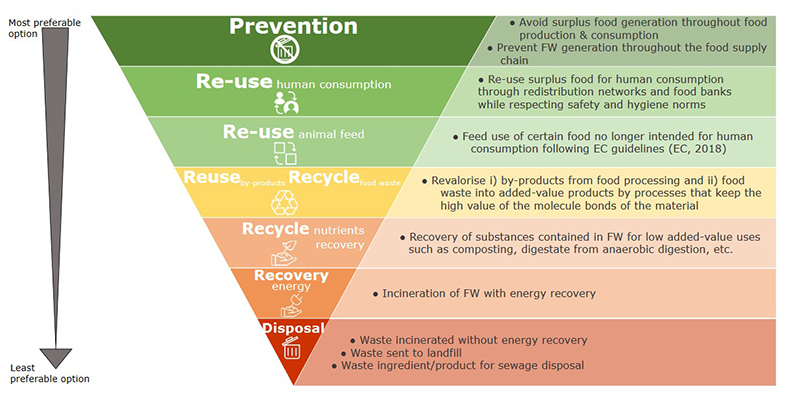 Most preferable
option
Prevention
● Avoid surplus food generation throughout food
production & consumption
● Prevent FW generation throughout the food supply
chain
Re-use human consumption
● Re-use surplus food for human consumption
through redistribution networks and food banks
while respecting safety and hygiene norms
Re-use animal feed
● Feed use of certain food no longer intended for human
consumption following EC guidelines (EC, 2018)
Reuse by-products Recycle food waste
● Revalorise i) by-products from food processing and ii) food
waste into added-value products by processes that keep the
high value of the molecule bonds of the material
Recycle nutrients
recovery
● Recovery of substances contained in FW for low added-value uses
such as composting, digestate from anaerobic digestion, etc.
Recovery
energy
● Incineration of FW with energy recovery
Disposal
● Waste incinerated without energy recovery
● Waste sent to landfill
● Waste ingredient/product for sewage disposal
Least
preferable option